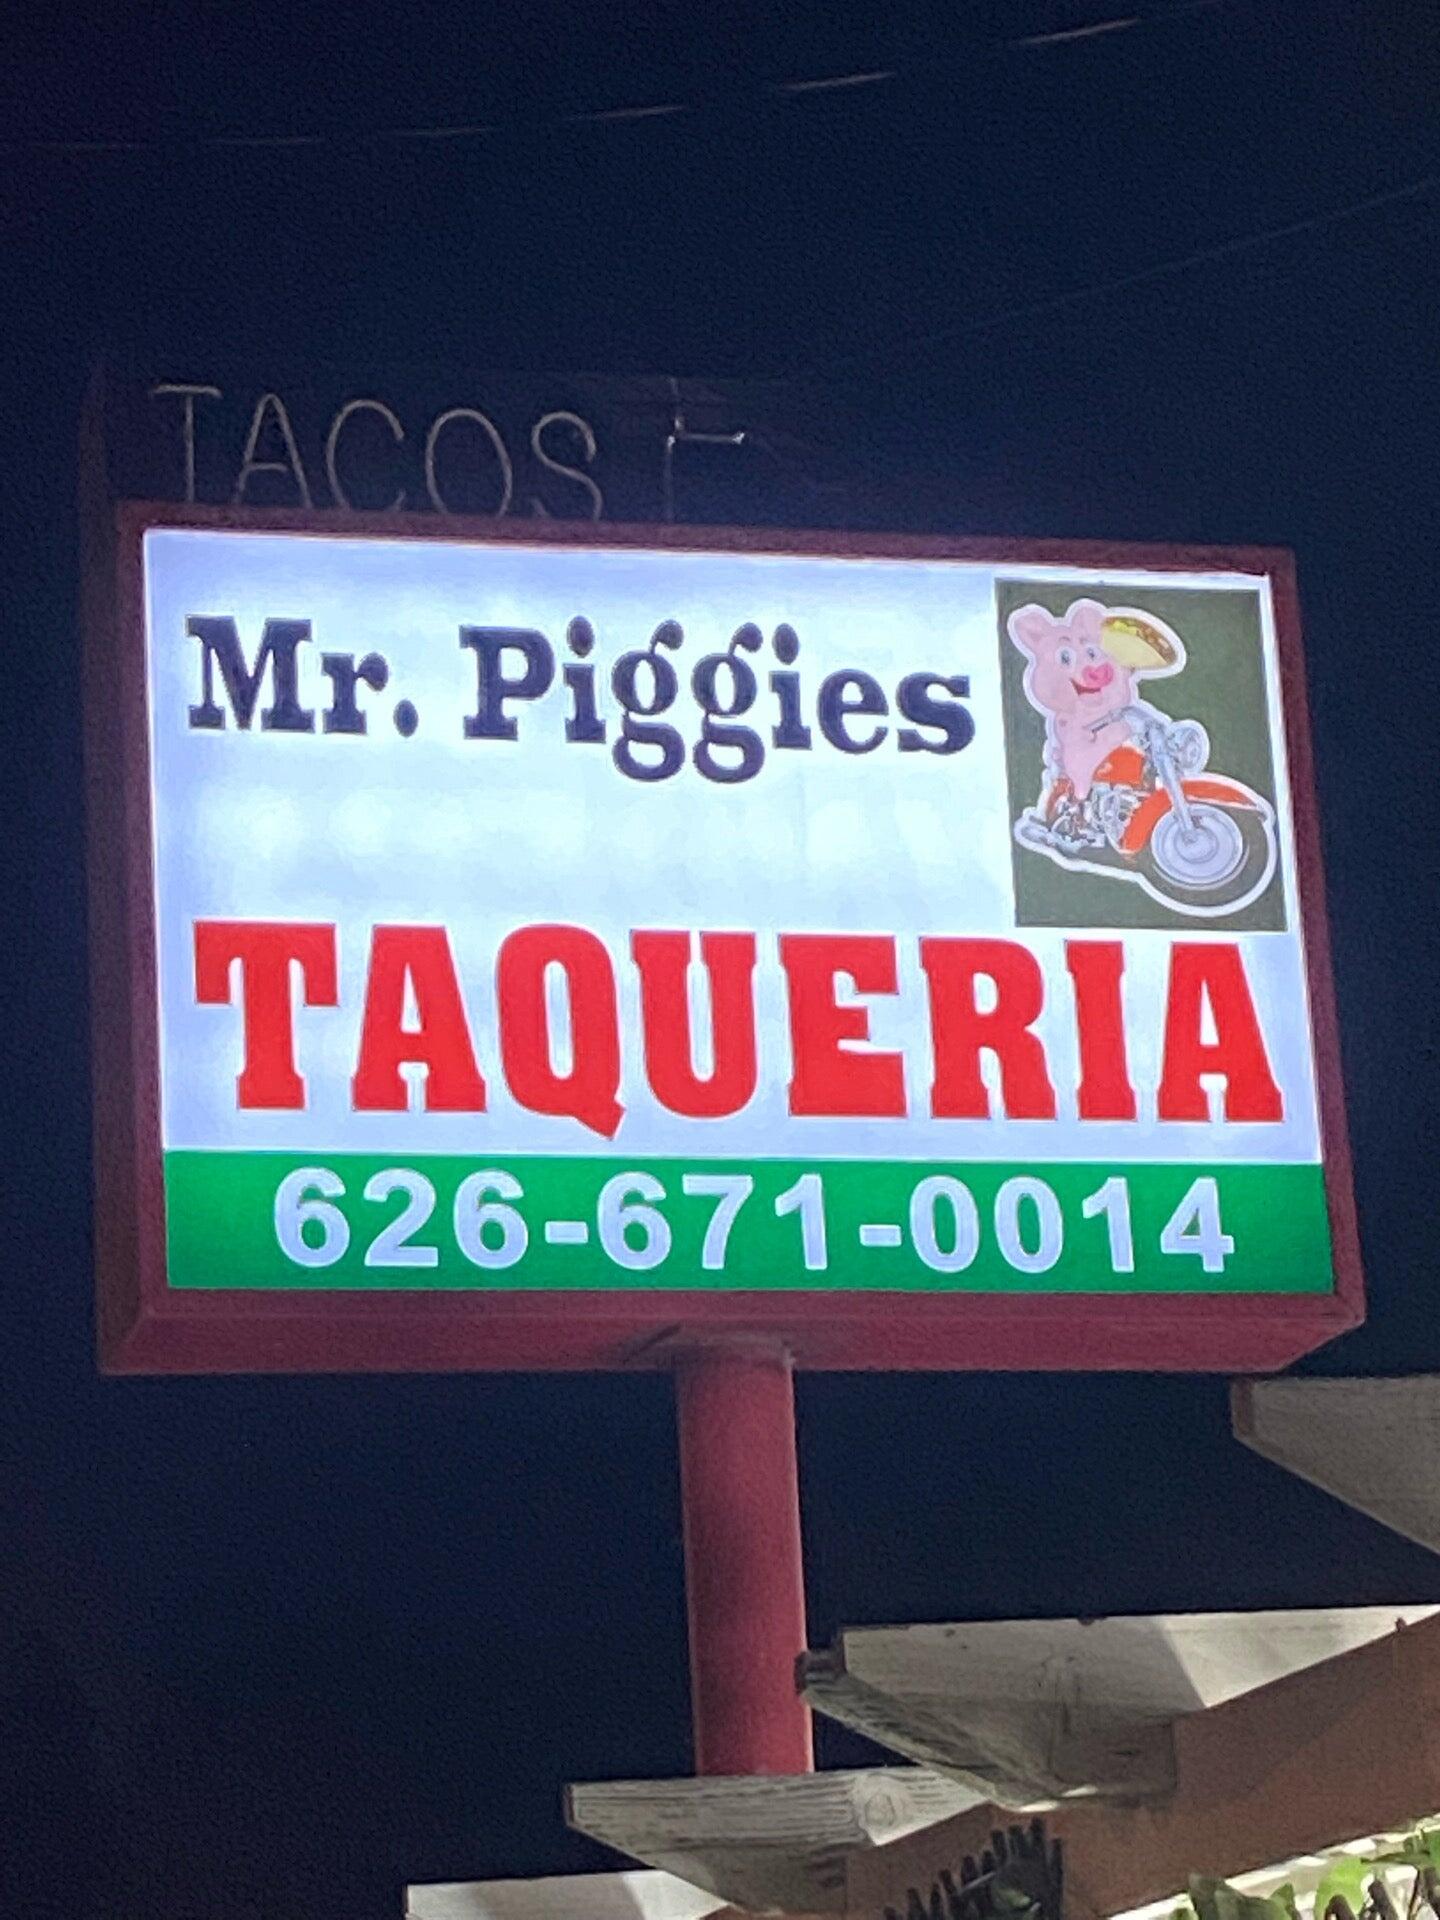 TACOS
Mr. Piggies
TAQUERIA
626-671-0014